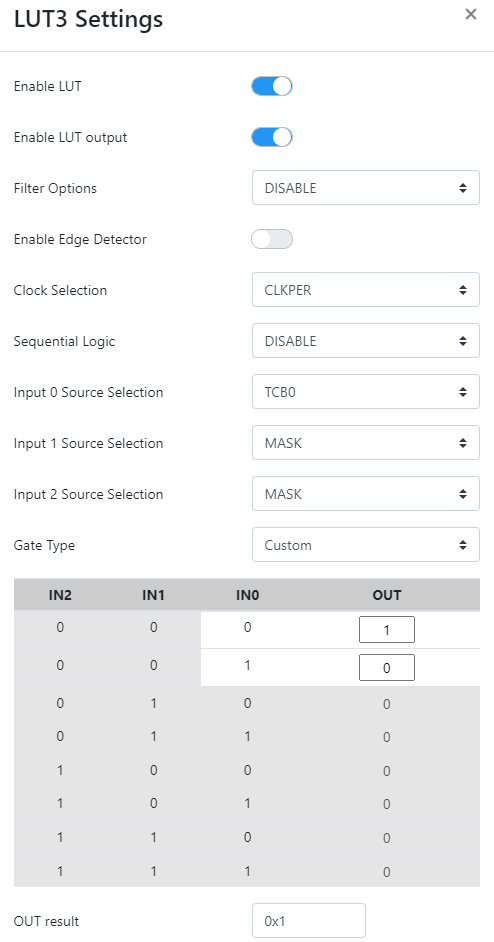 LUT3 Settings ×
Enable LUT
Enable LUT output
Filter Options DISABLE
Enable Edge Detector
Clock Selection CLKPER
Sequential Logic DISABLE
Input 0 Source Selection TCB0
Input 1 Source Selection MASK
Input 2 Source Selection MASK
Gate Type Custom
IN2 IN1 IN0 OUT
0 0 0 1
0 0 1 0
0 1 0 0
0 1 1 0
1 0 0 0
1 0 1 0
1 1 0 0
1 1 1 0
OUT result 0x1